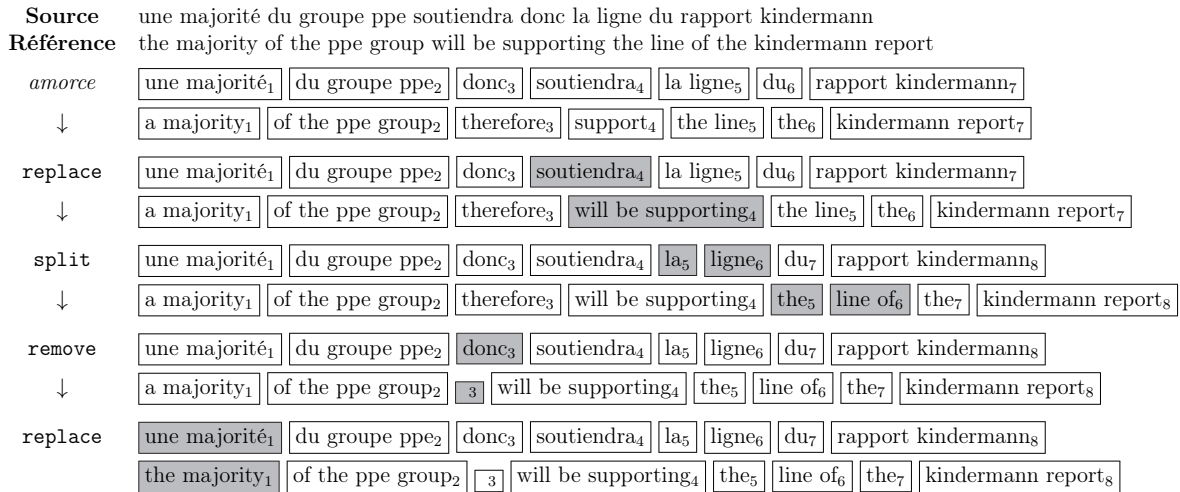 Source une majorité du groupe ppe soutiendra donc la ligne du rapport kindermann
Référence the majority of the ppe group will be supporting the line of the kindermann report
amorce une majorité₁ du groupe ppe₂ donc₃ soutiendra₄ la ligne₅ du₆ rapport kindermann₇
↓ a majority₁ of the ppe group₂ therefore₃ support₄ the line₅ the₆ kindermann report₇
replace une majorité₁ du groupe ppe₂ donc₃ soutiendra₄ la ligne₅ du₆ rapport kindermann₇
↓ a majority₁ of the ppe group₂ therefore₃ will be supporting₄ the line₅ the₆ kindermann report₇
split une majorité₁ du groupe ppe₂ donc₃ soutiendra₄ la₅ ligne₆ du₇ rapport kindermann₈
↓ a majority₁ of the ppe group₂ therefore₃ will be supporting₄ the₅ line of₆ the₇ kindermann report₈
remove une majorité₁ du groupe ppe₂ donc₃ soutiendra₄ la₅ ligne₆ du₇ rapport kindermann₈
↓ a majority₁ of the ppe group₂ ₃ will be supporting₄ the₅ line of₆ the₇ kindermann report₈
replace une majorité₁ du groupe ppe₂ donc₃ soutiendra₄ la₅ ligne₆ du₇ rapport kindermann₈
the majority₁ of the ppe group₂ ₃ will be supporting₄ the₅ line of₆ the₇ kindermann report₈